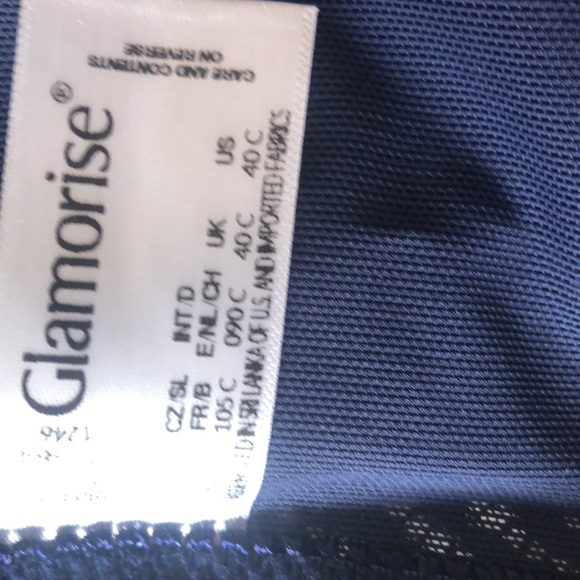 Glamorise®
CARE AND CONTENTS
ON REVERSE
CZ/SL INT/D
FR/B E/NL/CH UK US
105 C 090 C 40 C 40 C
IN SRI LANKA OF U.S. AND IMPORTED FABRICS